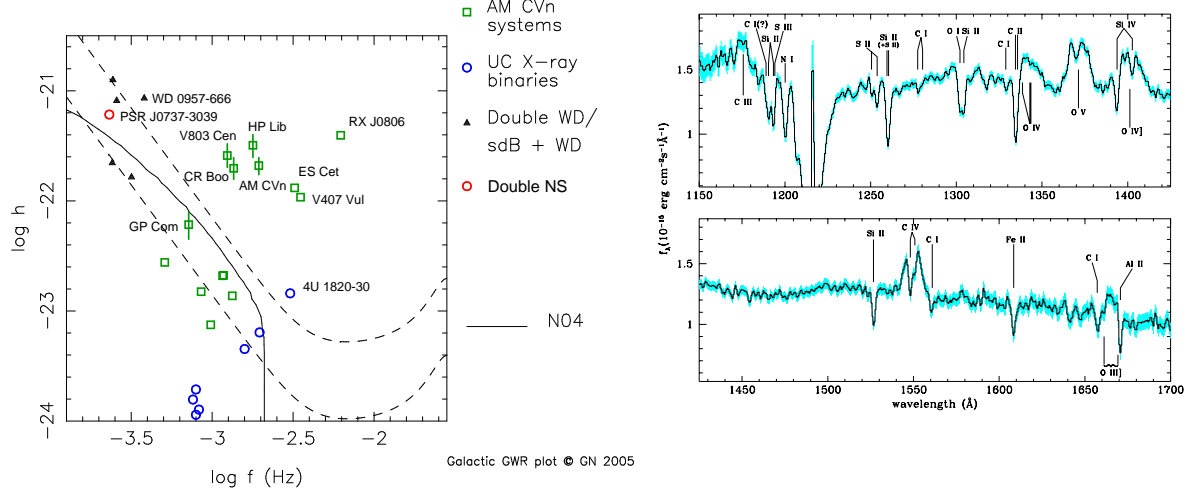 AM CVn
systems
UC X-ray
binaries
Double WD/
sdB + WD
Double NS
N04
-21
-22
-23
-24
log h
WD 0957-666
PSR J0737-3039
V803 Cen
HP Lib
RX J0806
CR Boo
AM CVn
ES Cet
V407 Vul
GP Com
4U 1820-30
-3.5
-3
-2.5
-2
log f (Hz)
Galactic GWR plot © GN 2005
C I(?)
Si II
S III
N I
C III
S II
Si II
(+S II)
C I
O I Si II
C I
C II
O IV
O V
Si IV
O IV]
1.5
1
1150
1200
1250
1300
1350
1400
fλ(10⁻¹⁵ erg cm⁻²s⁻¹Å⁻¹)
Si II
C IV
C I
Fe II
C I
Al II
O III]
1.5
1
1450
1500
1550
1600
1650
1700
wavelength (Å)